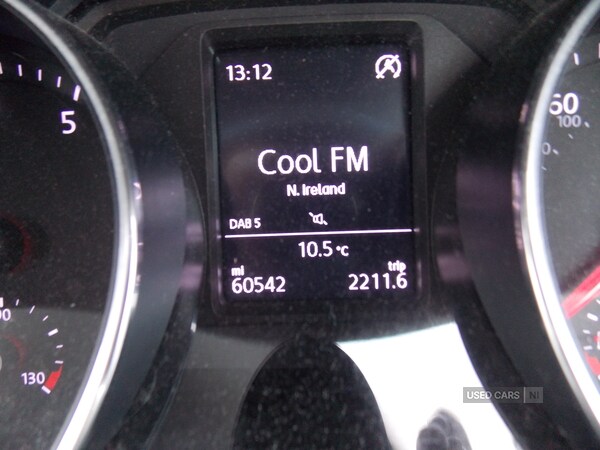 13:12
5
60
100
Cool FM
N. Ireland
DAB 5
10.5 °C
mi
trip
60542
2211.6
90
130
USED CARS NI